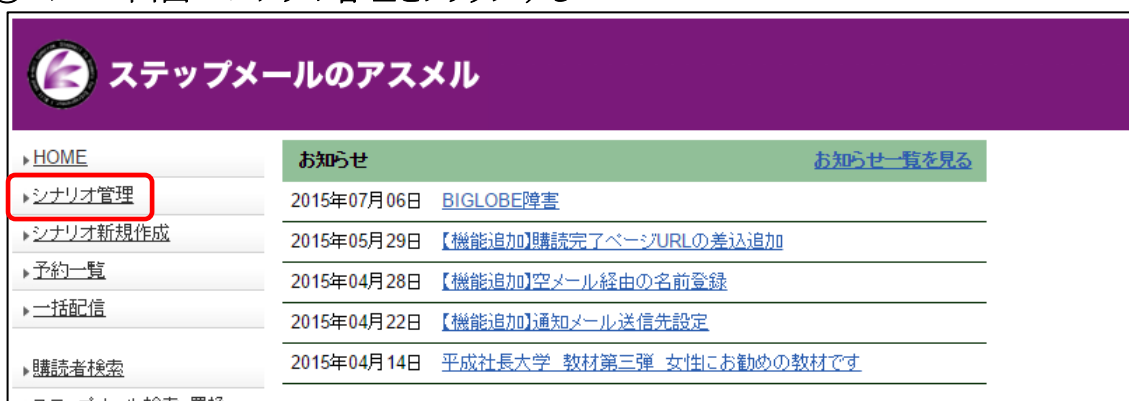 ステップメールのアスメル
HOME
シナリオ管理
シナリオ新規作成
予約一覧
一括配信
購読者検索
お知らせ お知らせ一覧を見る
2015年07月06日 BIGLOBE障害
2015年05月29日 【機能追加】購読完了ページURLの差込追加
2015年04月28日 【機能追加】空メール経由の名前登録
2015年04月22日 【機能追加】通知メール送信先設定
2015年04月14日 平成社長大学 教材第三弾 女性にお勧めの教材です